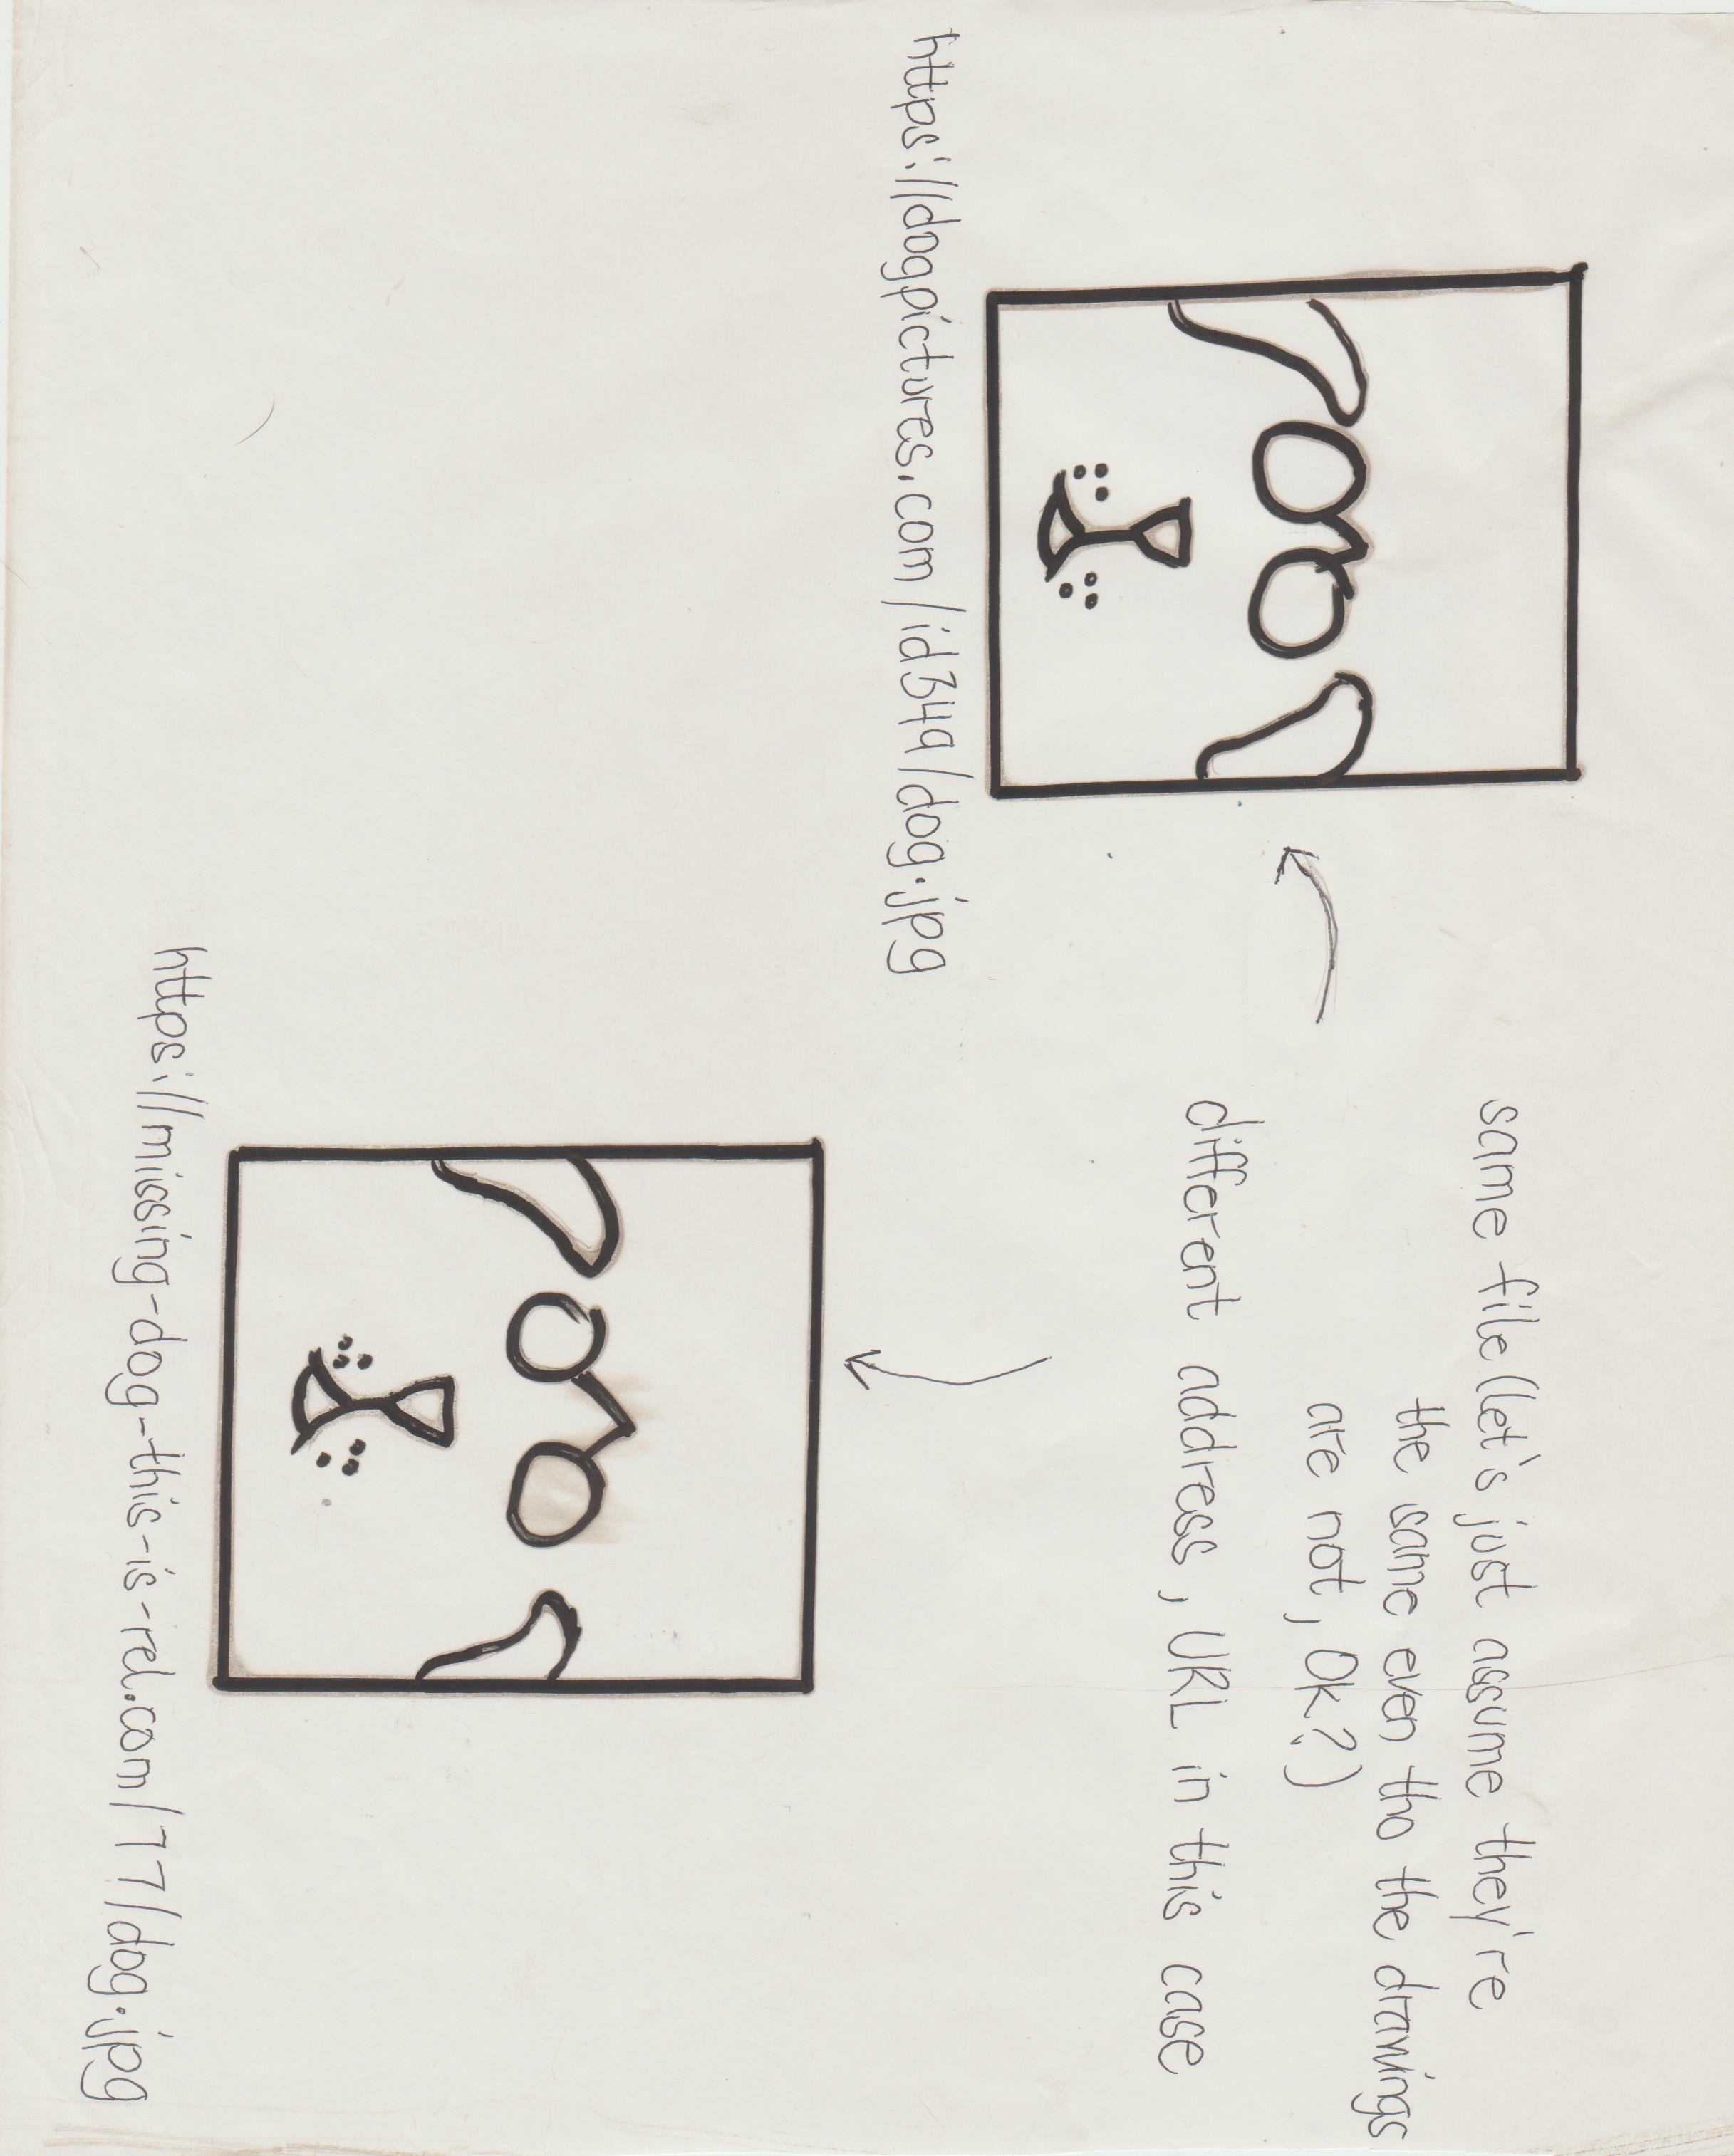 same file (let's just assume they're
the same even tho the drawings
are not, Ok?)
different address, URL in this case
https://dogpictures.com/id349/dog.jpg
https://missing-dog-this-is-rel.com/77/dog.jpg